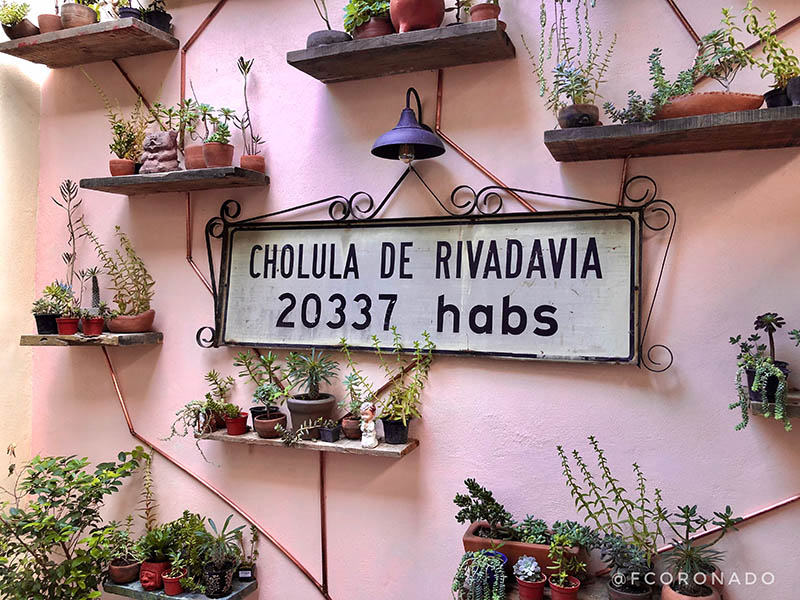 CHOLULA DE RIVADAVIA
20337 habs
@FCORONADO